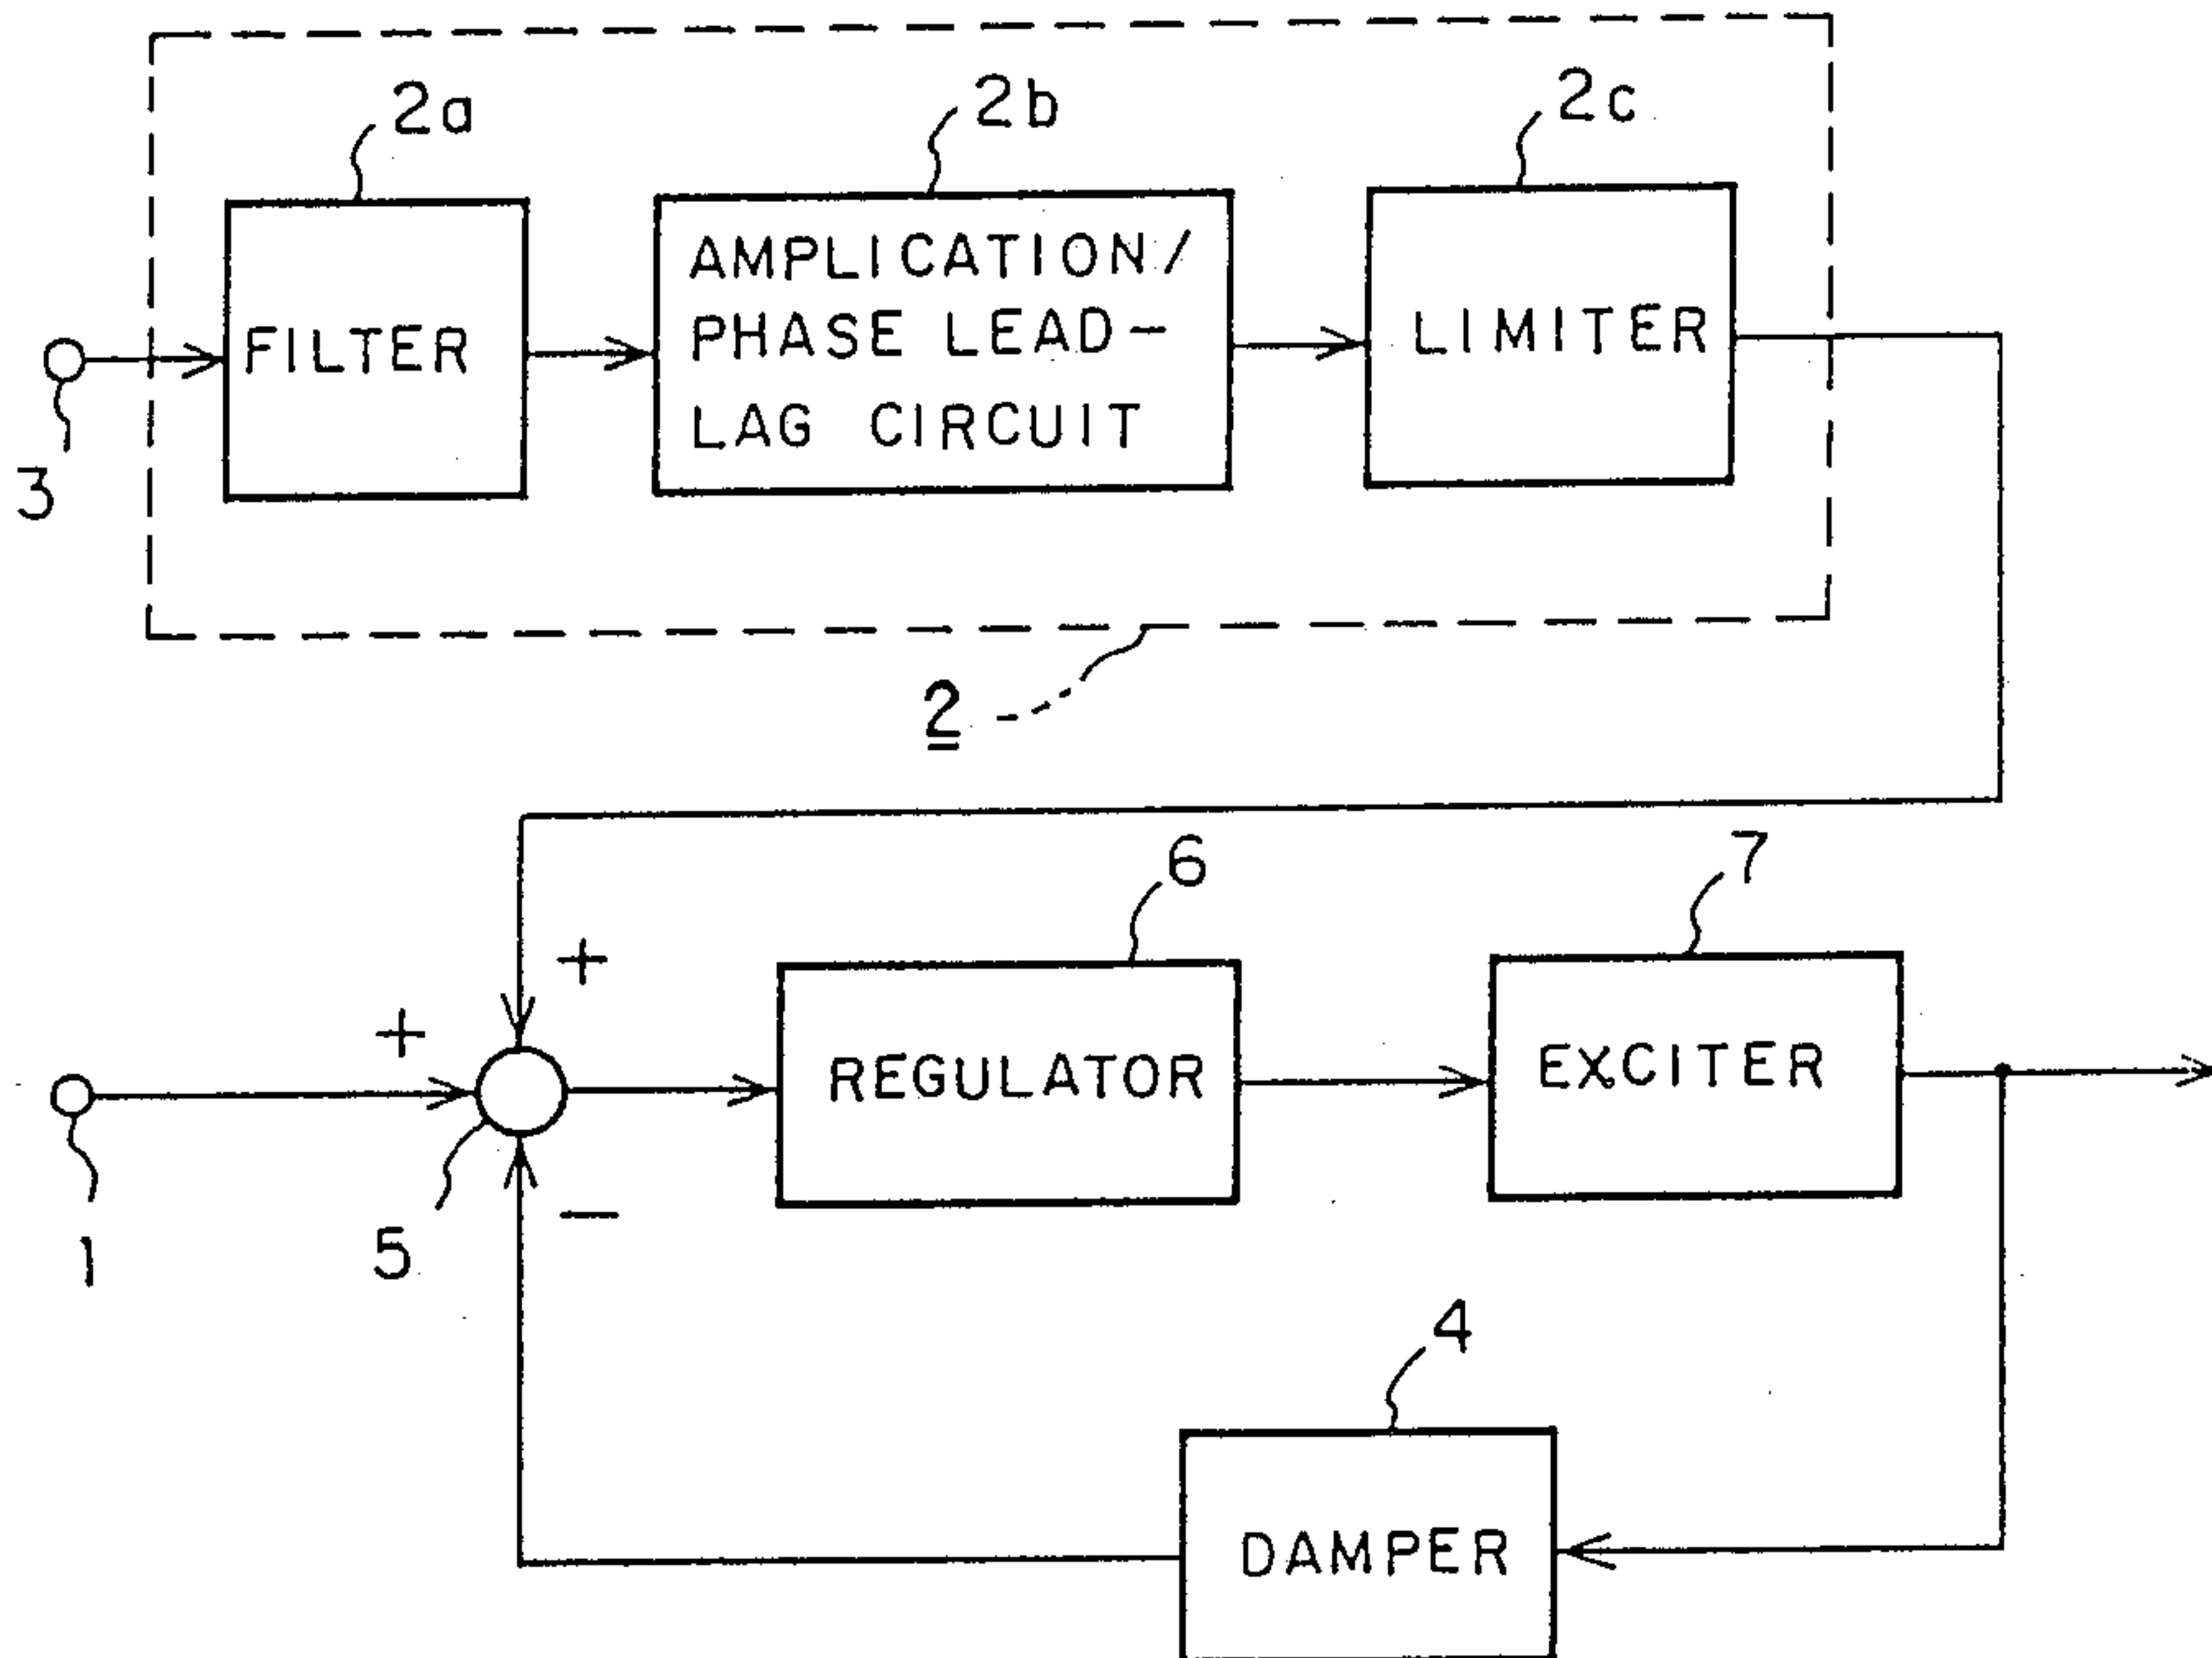 2a
2b
2c
FILTER
AMPLICATION/
PHASE LEAD-
LAG CIRCUIT
LIMITER
3
2
6
7
+
+
REGULATOR
EXCITER
1
5
−
4
DAMPER